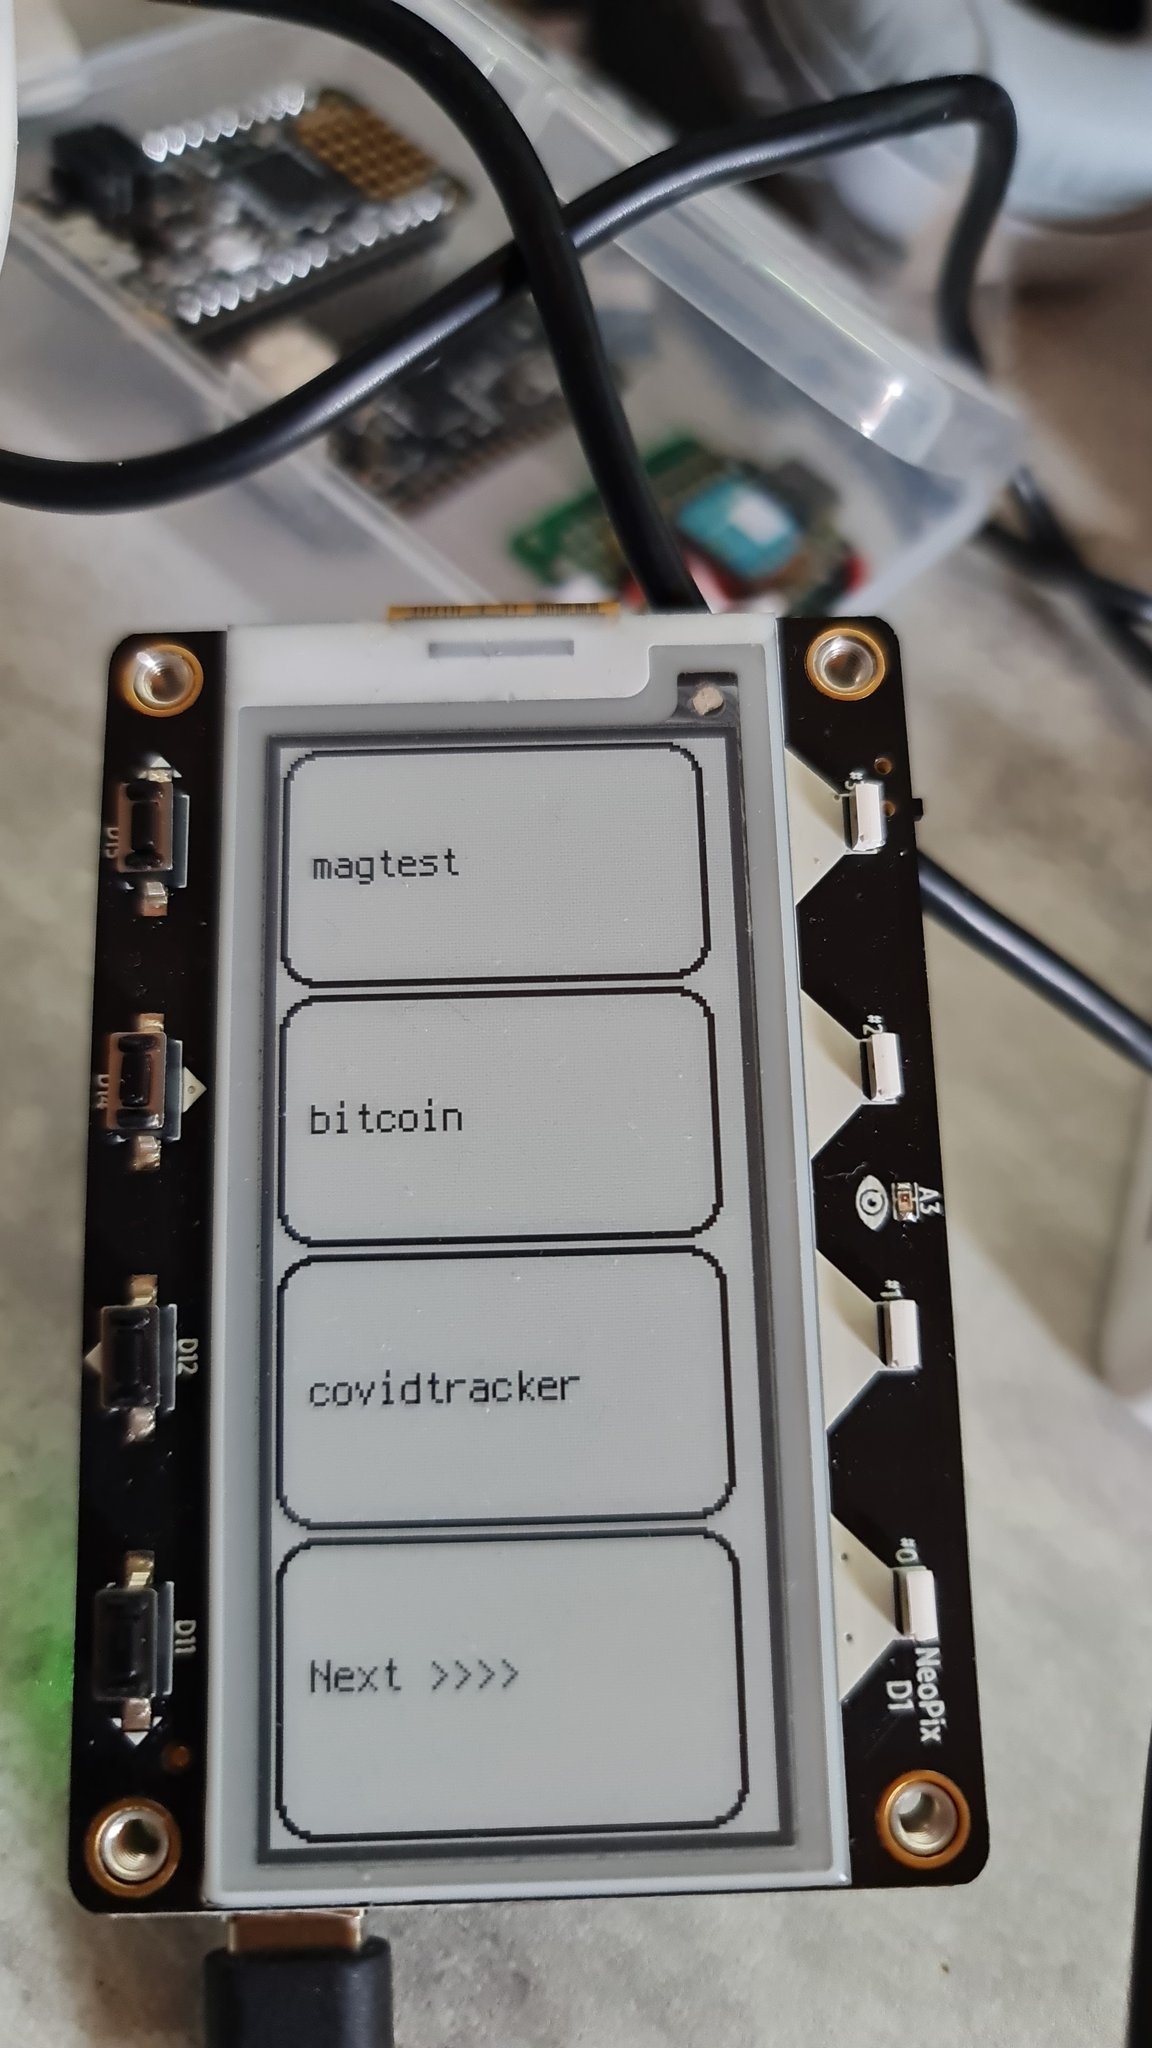 magtest
bitcoin
covidtracker
Next >>>>
D15
D14
D12
D11
#3
#2
A3
#1
#0
NeoPix
D1